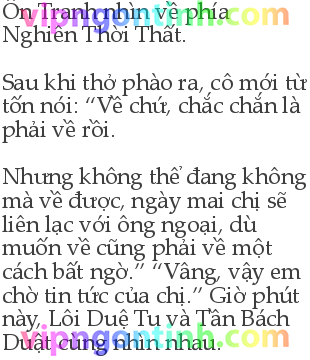 Ôn Tranh nhìn về phía
Nghiên Thời Thất.
Sau khi thở phào ra, cô mới từ
tốn nói: “Về chứ, chắc chắn là
phải về rồi.
Nhưng không thể đang không
mà về được, ngày mai chị sẽ
liên lạc với ông ngoại, dù
muốn về cũng phải về một
cách bất ngờ.” “Vâng, vậy em
chờ tin tức của chị.” Giờ phút
này, Lôi Duệ Tu và Tần Bách
Duật cùng nhìn nhau.
vipngontinh.com
vipngontinh.com